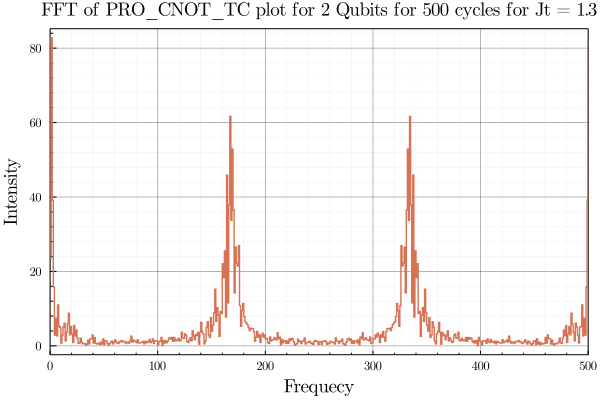 FFT of PRO_CNOT_TC plot for 2 Qubits for 500 cycles for Jt = 1.3
80
60
40
20
0
Intensity
0 100 200 300 400 500
Frequecy